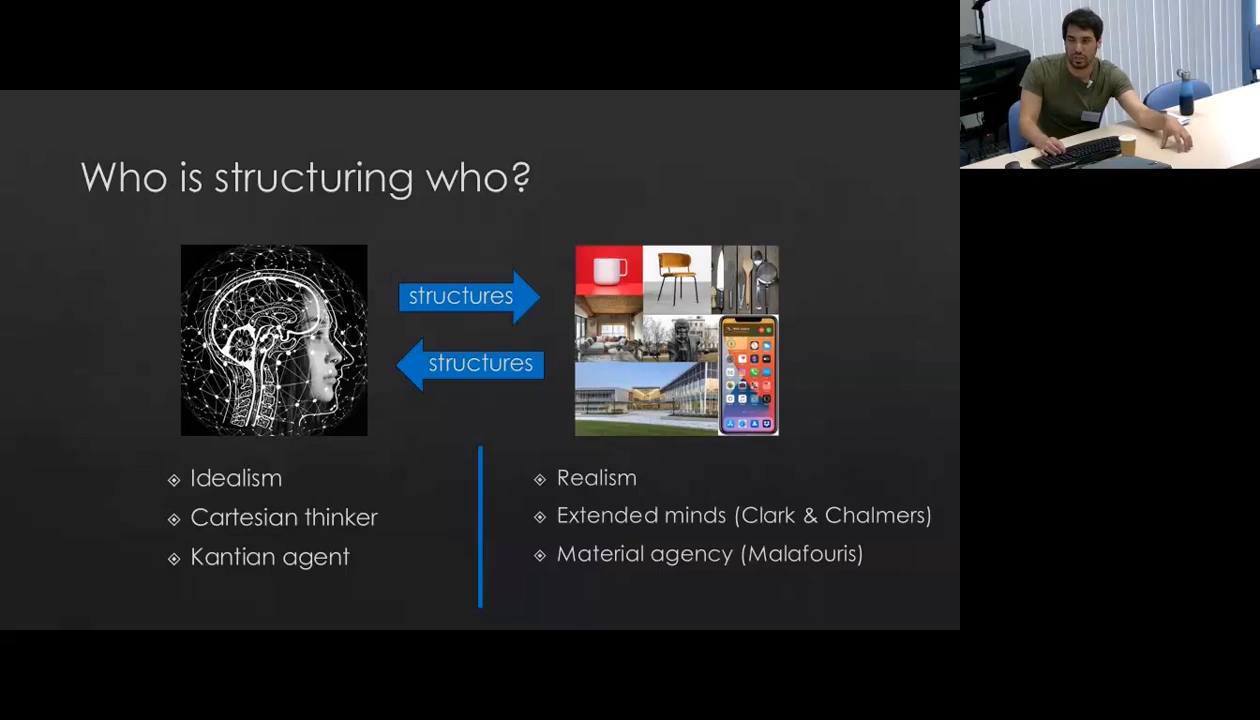 Who is structuring who?
structures
structures
Idealism
Cartesian thinker
Kantian agent
Realism
Extended minds (Clark & Chalmers)
Material agency (Malafouris)